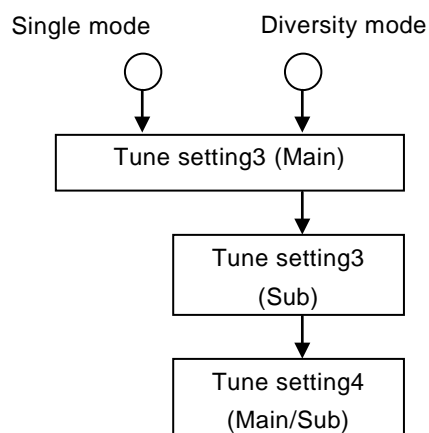 Single mode
Diversity mode
Tune setting3 (Main)
Tune setting3
(Sub)
Tune setting4
(Main/Sub)